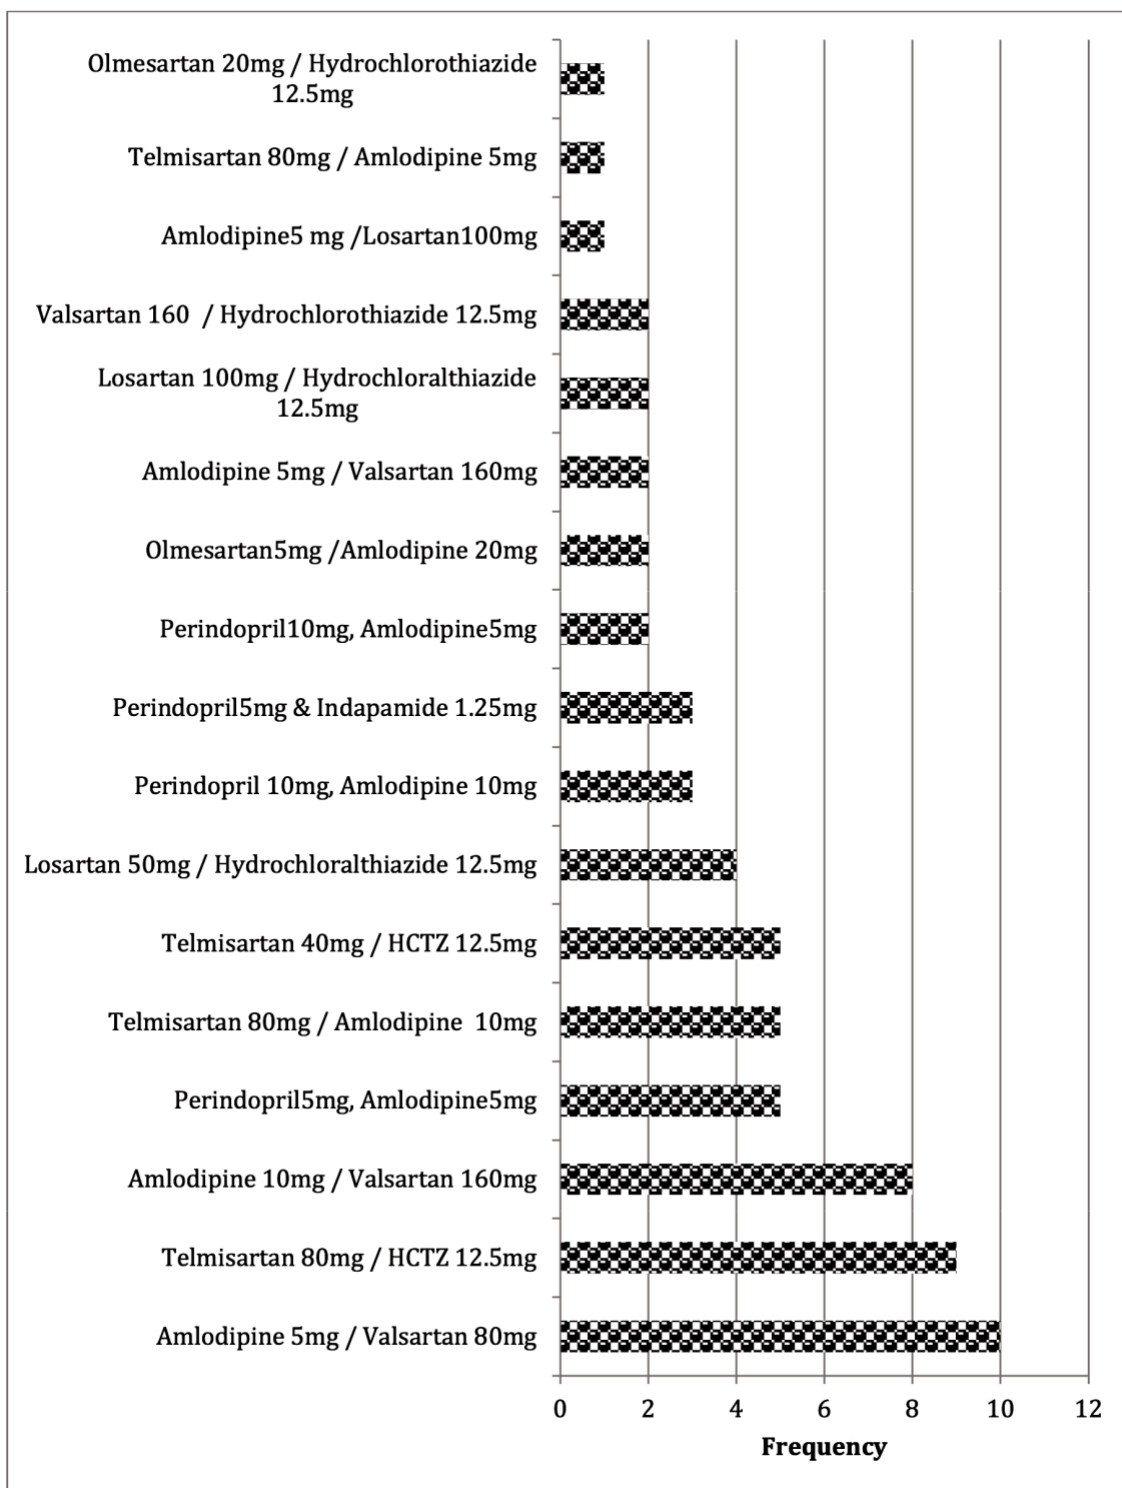 Olmesartan 20mg / Hydrochlorothiazide
12.5mg
Telmisartan 80mg / Amlodipine 5mg
Amlodipine5 mg /Losartan100mg
Valsartan 160  / Hydrochlorothiazide 12.5mg
Losartan 100mg / Hydrochloralthiazide
12.5mg
Amlodipine 5mg / Valsartan 160mg
Olmesartan5mg /Amlodipine 20mg
Perindopril10mg, Amlodipine5mg
Perindopril5mg & Indapamide 1.25mg
Perindopril 10mg, Amlodipine 10mg
Losartan 50mg / Hydrochloralthiazide 12.5mg
Telmisartan 40mg / HCTZ 12.5mg
Telmisartan 80mg / Amlodipine  10mg
Perindopril5mg, Amlodipine5mg
Amlodipine 10mg / Valsartan 160mg
Telmisartan 80mg / HCTZ 12.5mg
Amlodipine 5mg / Valsartan 80mg
0 2 4 6 8 10 12
Frequency